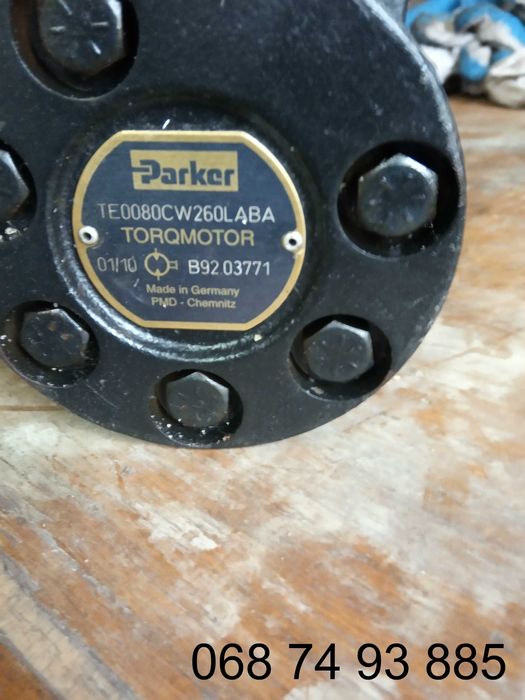 Parker
TE0080CW260LABA
TORQMOTOR
01/10 B92 03771
Made in Germany
PMD - Chemnitz
068 74 93 885